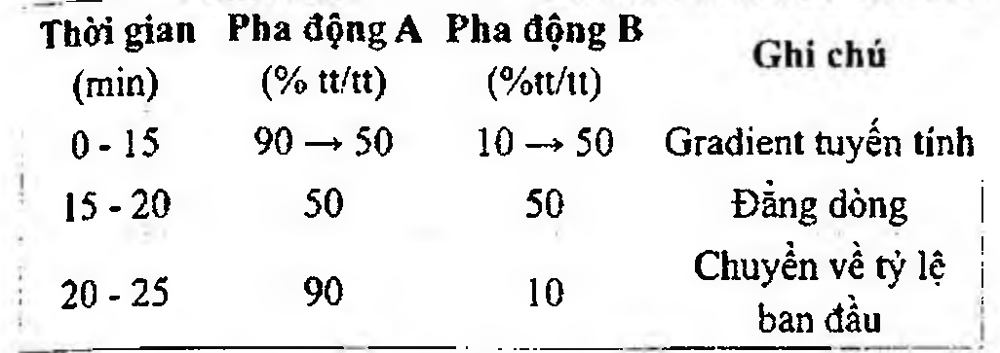 Thời gian Pha động A Pha động B Ghi chú
(min) (% tt/tt) (%tt/tt)
0 - 15 90 → 50 10 → 50 Gradient tuyến tính
15 - 20 50 50 Đẳng dòng
20 - 25 90 10 Chuyển về tỷ lệ
ban đầu